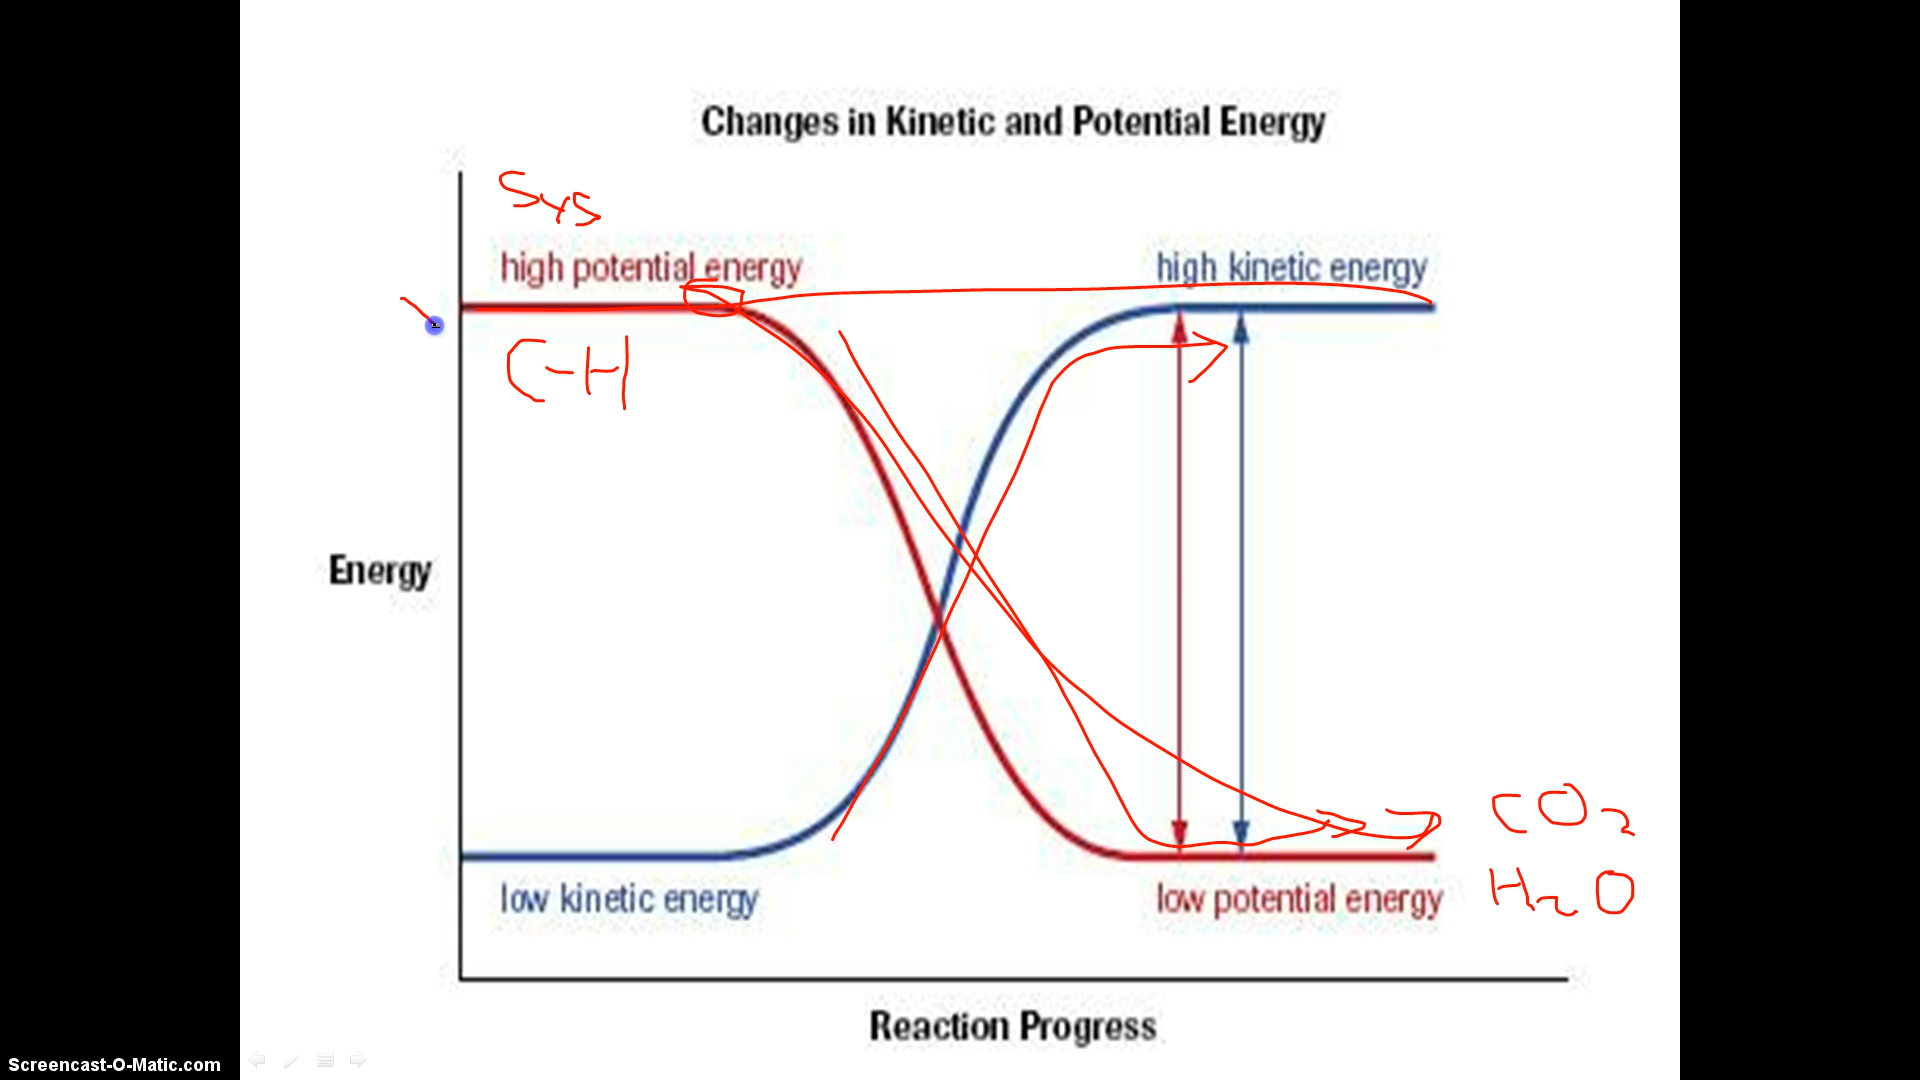 Changes in Kinetic and Potential Energy
Sys
high potential energy
high kinetic energy
C-H
Energy
CO2
H2O
low kinetic energy
low potential energy
Reaction Progress
Screencast-O-Matic.com